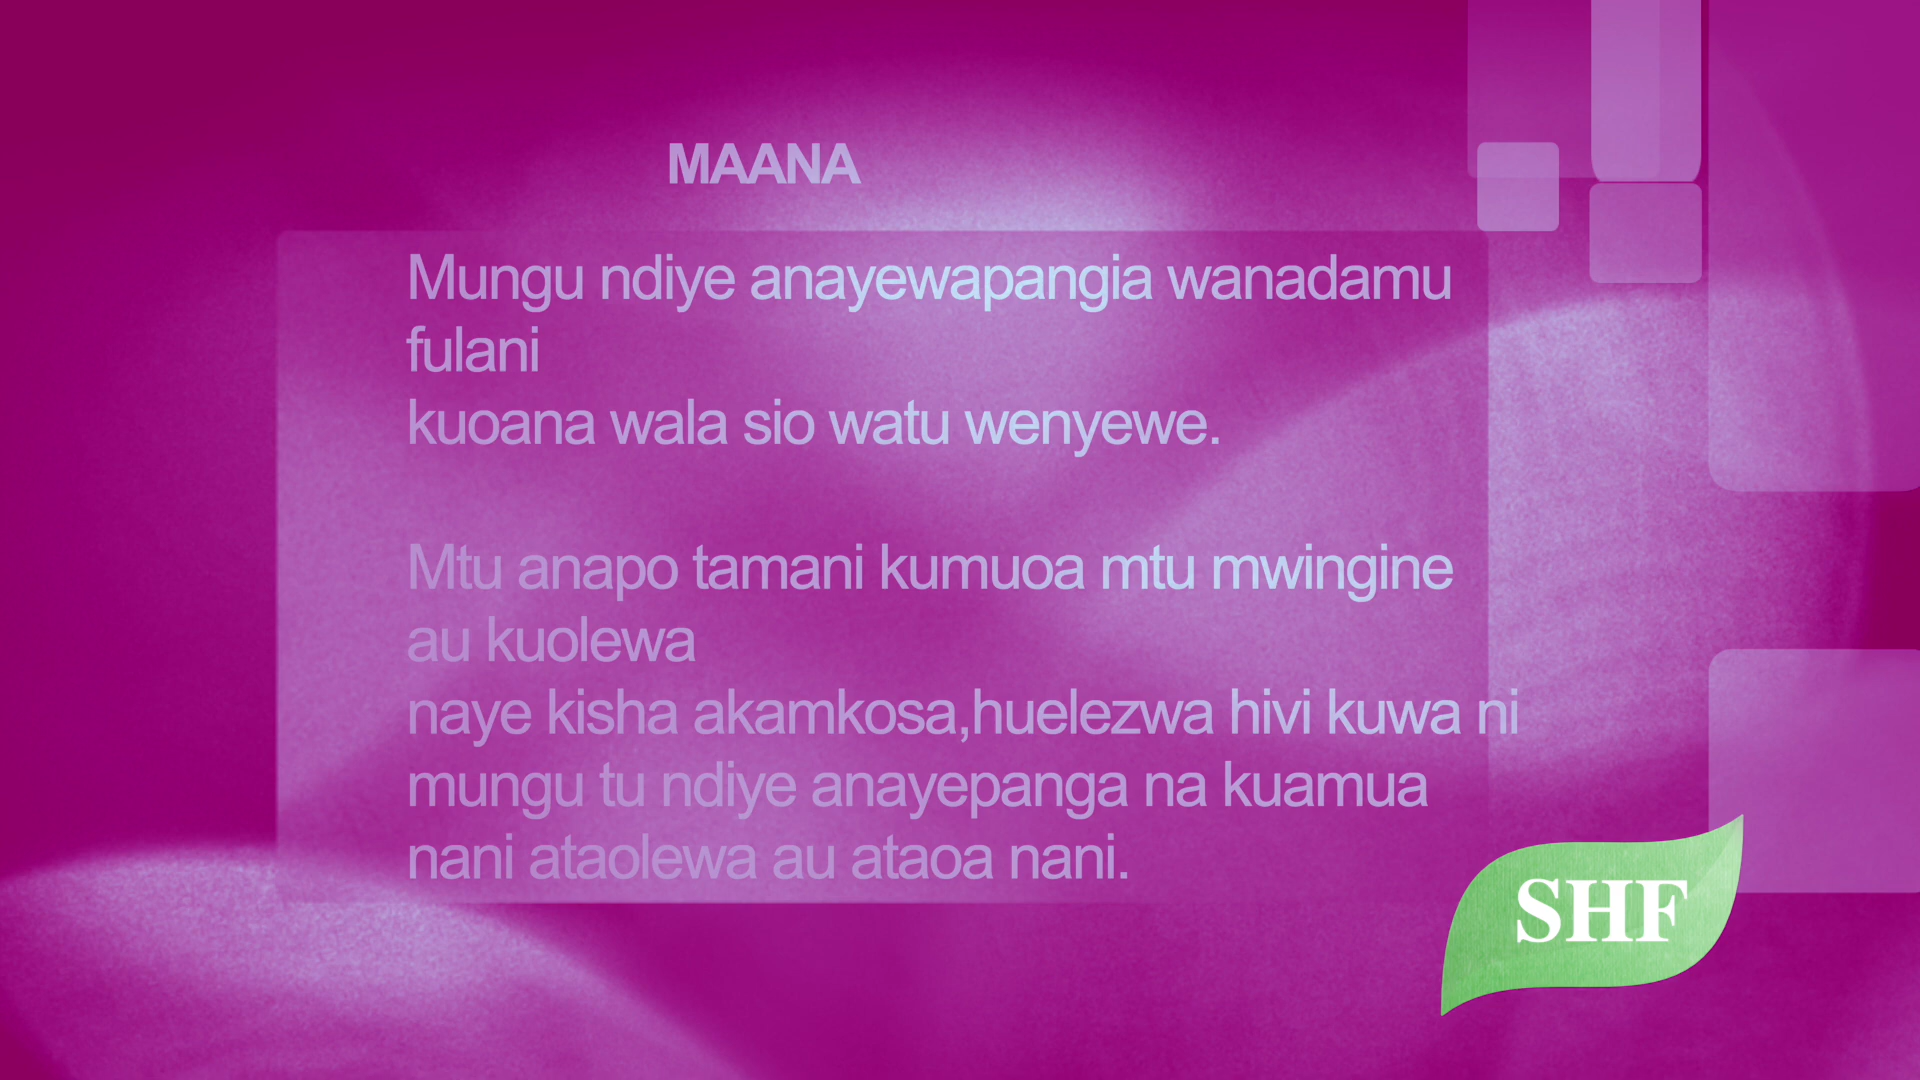 MAANA
Mungu ndiye anayewapangia wanadamu
fulani
kuoana wala sio watu wenyewe.
Mtu anapo tamani kumuoa mtu mwingine
au kuolewa
naye kisha akamkosa,huelezwa hivi kuwa ni
mungu tu ndiye anayepanga na kuamua
nani ataolewa au ataoa nani.
SHF